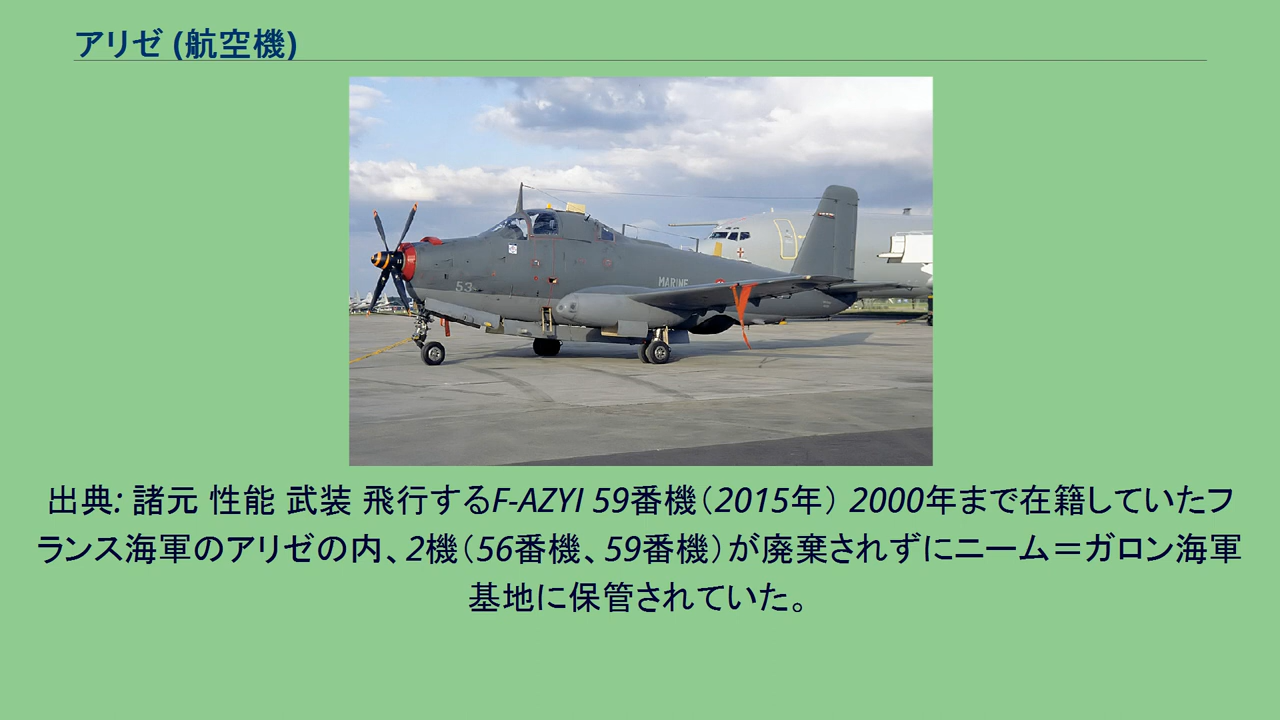 アリゼ (航空機)
53
MARINE
出典: 諸元 性能 武装 飛行するF-AZYI 59番機（2015年） 2000年まで在籍していたフ
ランス海軍のアリゼの内、2機（56番機、59番機）が廃棄されずにニーム＝ガロン海軍
基地に保管されていた。